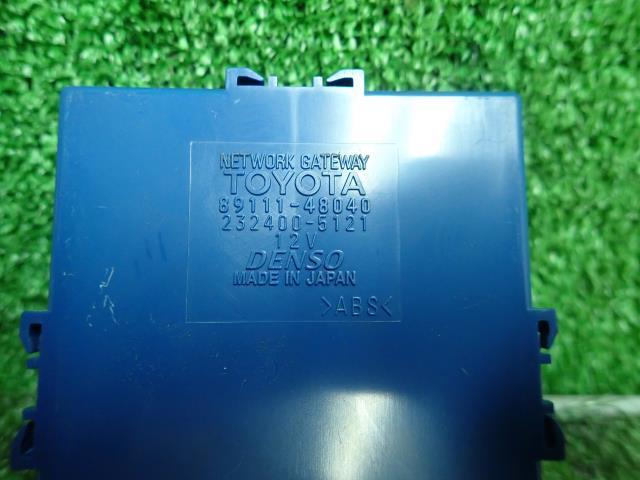 NETWORK GATEWAY
TOYOTA
89111-48040
232400-5121
12V
DENSO
MADE IN JAPAN
>ABS<